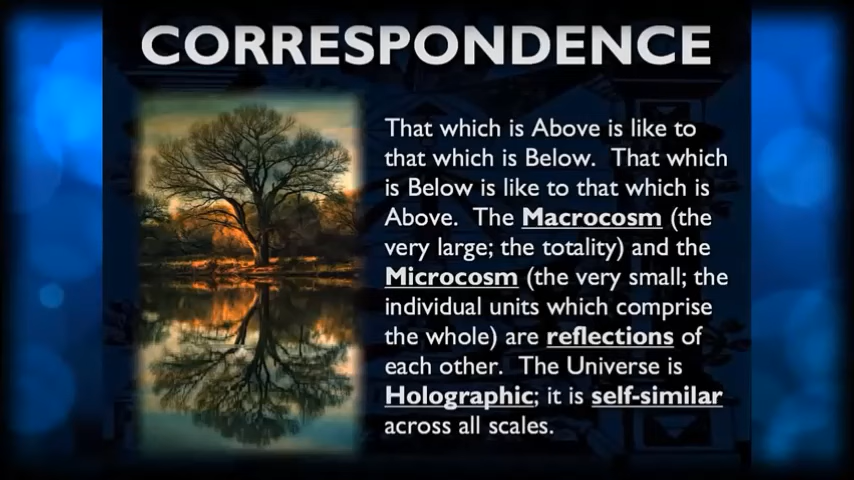 CORRESPONDENCE
That which is Above is like to
that which is Below.  That which
is Below is like to that which is
Above.  The Macrocosm (the
very large; the totality) and the
Microcosm (the very small; the
individual units which comprise
the whole) are reflections of
each other.  The Universe is
Holographic; it is self-similar
across all scales.